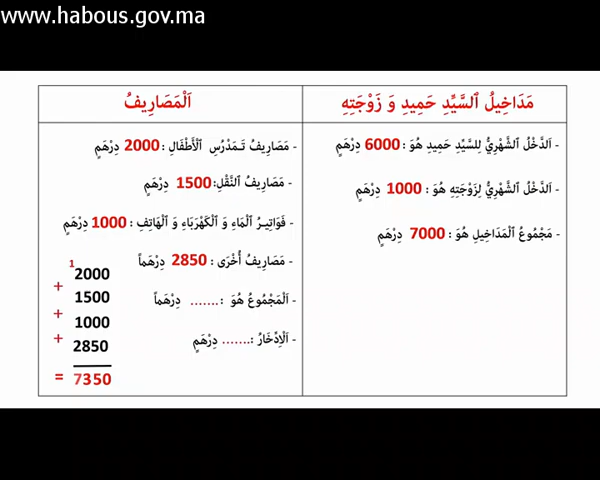 www.habous.gov.ma
مَدَاخِيلُ ٱلسَّيِّدِ حَمِيدٍ وَ زَوْجَتِهِ
- اَلدَّخْلُ ٱلشَّهْرِيُّ لِلسَّيِّدِ حَمِيدٍ هُوَ : 6000 دِرْهَمٍ
- اَلدَّخْلُ ٱلشَّهْرِيُّ لِزَوْجَتِهِ هُوَ : 1000 دِرْهَمٍ
- مَجْمُوعُ ٱلْمَدَاخِيلِ هُوَ : 7000 دِرْهَمٍ
اَلْمَصَارِيفُ
- مَصَارِيفُ تَـمَدْرُسِ ٱلْأَطْفَالِ : 2000 دِرْهَمٍ
- مَصَارِيفُ ٱلنَّقْلِ: 1500 دِرْهَمٍ
- فَوَاتِيـرُ ٱلْمَاءِ وَ ٱلْكَهْرَبَاءِ وَ ٱلْهَاتِفِ : 1000 دِرْهَمٍ
- مَصَارِيفُ أُخْرَى : 2850 دِرْهَماً
- اَلْمَجْمُوعُ هُوَ : ....... دِرْهَماً
- اَلْاِدِّخَارُ : ....... دِرْهَمٍ
1
2000
+
1500
+
1000
+
2850
= 7350